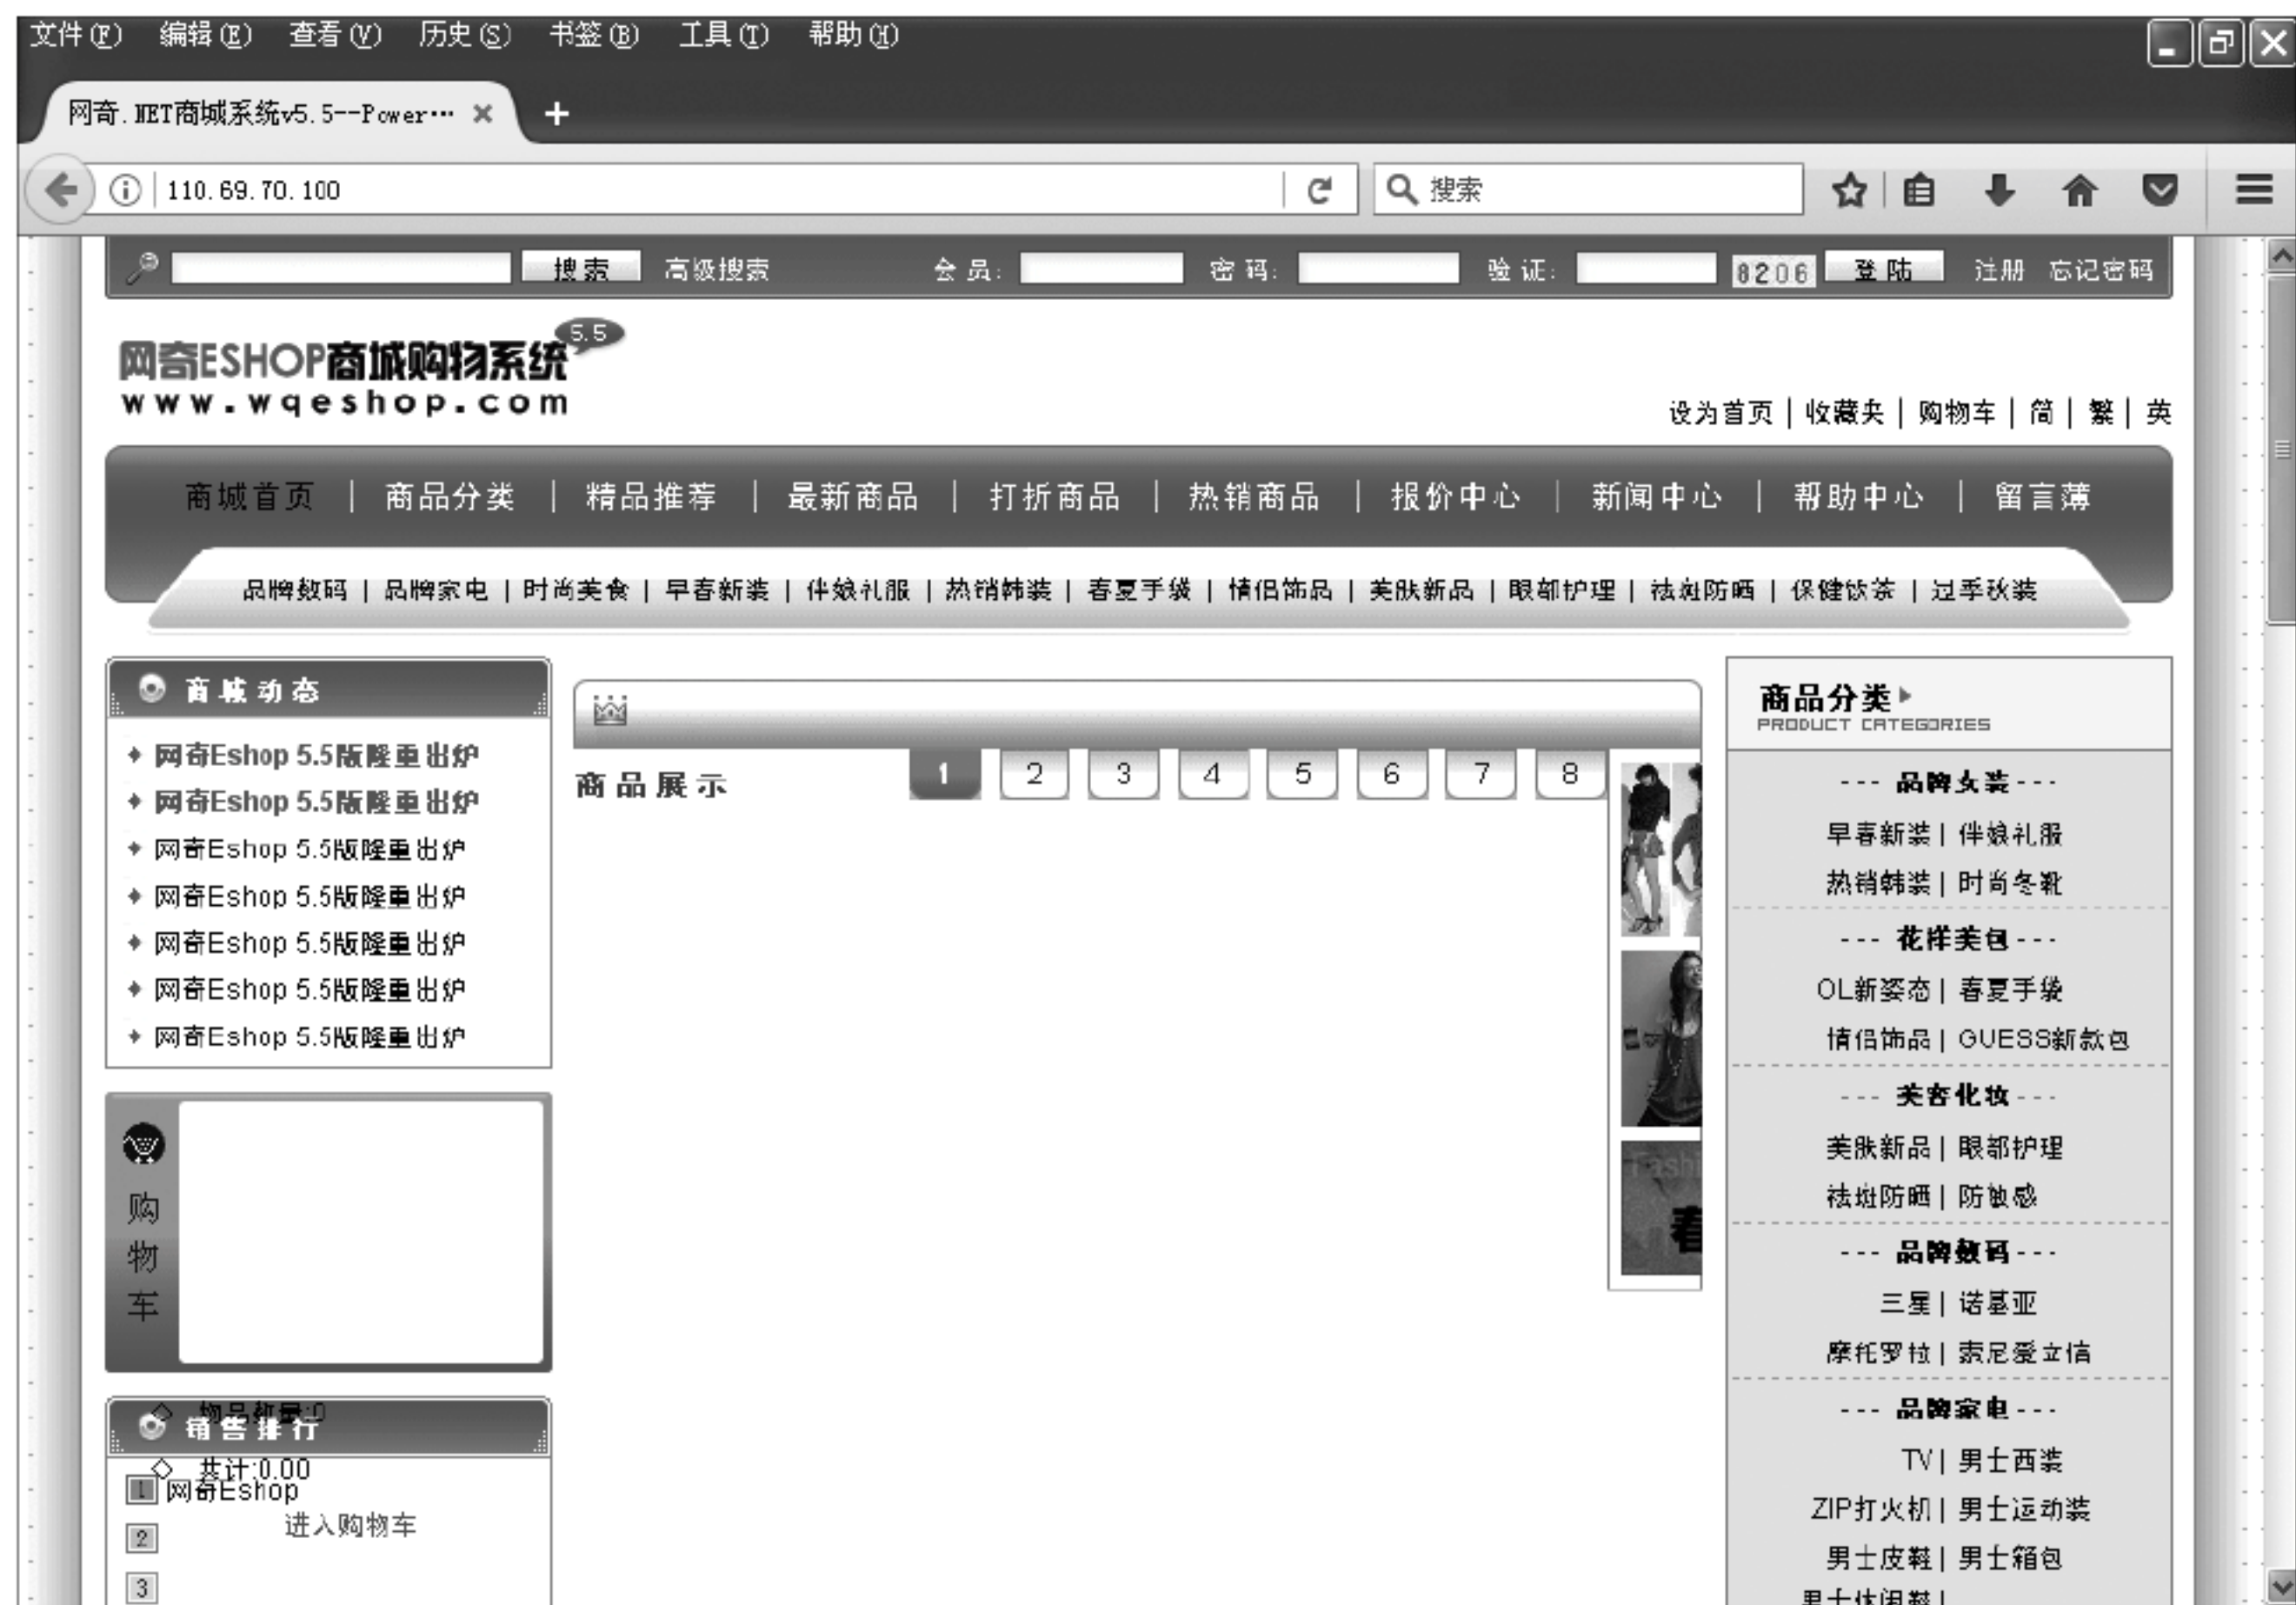 文件(F) 编辑(E) 查看(V) 历史(S) 书签(B) 工具(T) 帮助(H)
网奇.NET商城系统v5.5--Power…
110.69.70.100
搜索
搜索 高级搜索 会员: 密码: 验证: 8206 登陆 注册 忘记密码
5.5
网奇ESHOP商城购物系统
www.wqeshop.com
设为首页 | 收藏夹 | 购物车 | 简 | 繁 | 英
商城首页 | 商品分类 | 精品推荐 | 最新商品 | 打折商品 | 热销商品 | 报价中心 | 新闻中心 | 帮助中心 | 留言薄
品牌数码 | 品牌家电 | 时尚美食 | 早春新装 | 伴娘礼服 | 热销韩装 | 春夏手袋 | 情侣饰品 | 美肤新品 | 眼部护理 | 祛斑防晒 | 保健饮茶 | 过季秋装
商城动态
网奇Eshop 5.5版隆重出炉
网奇Eshop 5.5版隆重出炉
网奇Eshop 5.5版隆重出炉
网奇Eshop 5.5版隆重出炉
网奇Eshop 5.5版隆重出炉
网奇Eshop 5.5版隆重出炉
网奇Eshop 5.5版隆重出炉
购物车
物品数量:0
销售排行
共计:0.00
1 网奇Eshop
进入购物车
2
3
商品展示
1 2 3 4 5 6 7 8
Fashi
春
商品分类
PRODUCT CATEGORIES
--- 品牌女装---
早春新装| 伴娘礼服
热销韩装| 时尚冬靴
--- 花样美包---
OL新姿态| 春夏手袋
情侣饰品| GUESS新款包
--- 美容化妆---
美肤新品| 眼部护理
祛斑防晒| 防敏感
--- 品牌数码---
三星| 诺基亚
摩托罗拉| 索尼爱立信
--- 品牌家电---
TV| 男士西装
ZIP打火机| 男士运动装
男士皮鞋| 男士箱包
男士休闲鞋|